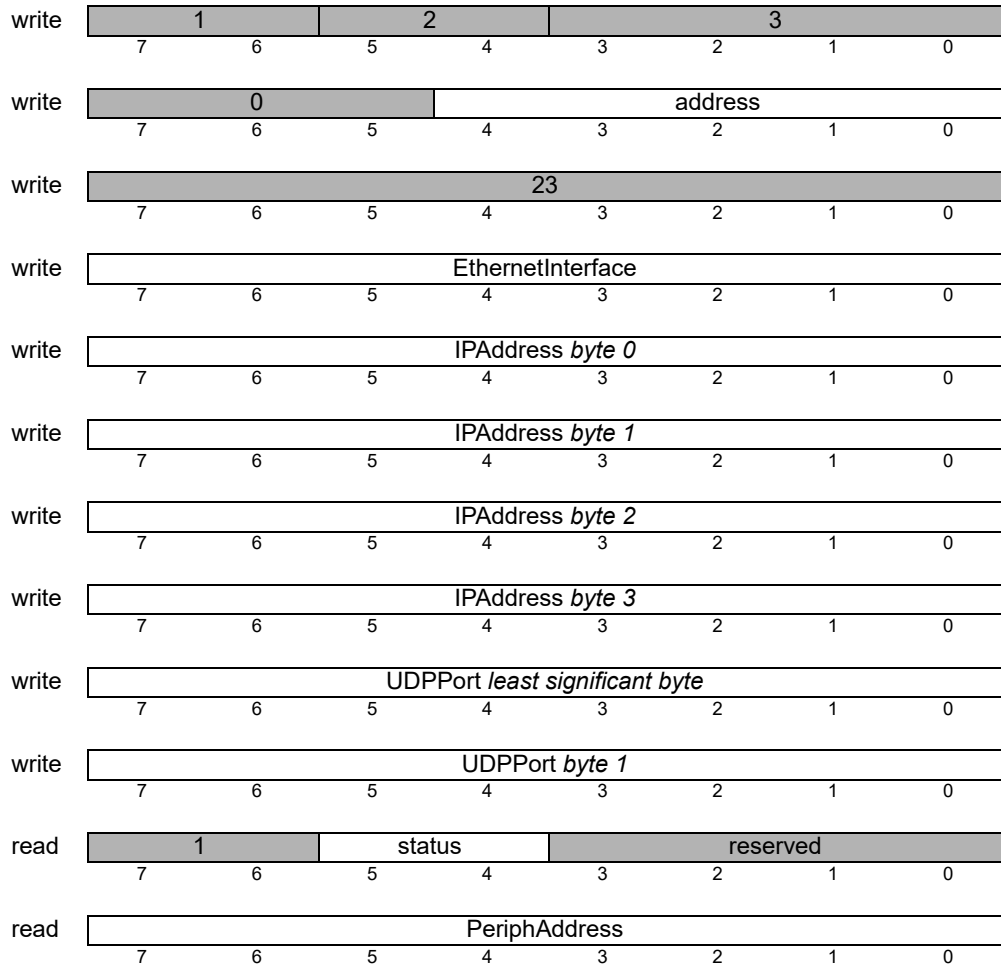 write 1 2 3
7 6 5 4 3 2 1 0
write 0 address
7 6 5 4 3 2 1 0
write 23
7 6 5 4 3 2 1 0
write EthernetInterface
7 6 5 4 3 2 1 0
write IPAddress byte 0
7 6 5 4 3 2 1 0
write IPAddress byte 1
7 6 5 4 3 2 1 0
write IPAddress byte 2
7 6 5 4 3 2 1 0
write IPAddress byte 3
7 6 5 4 3 2 1 0
write UDPPort least significant byte
7 6 5 4 3 2 1 0
write UDPPort byte 1
7 6 5 4 3 2 1 0
read 1 status reserved
7 6 5 4 3 2 1 0
read PeriphAddress
7 6 5 4 3 2 1 0